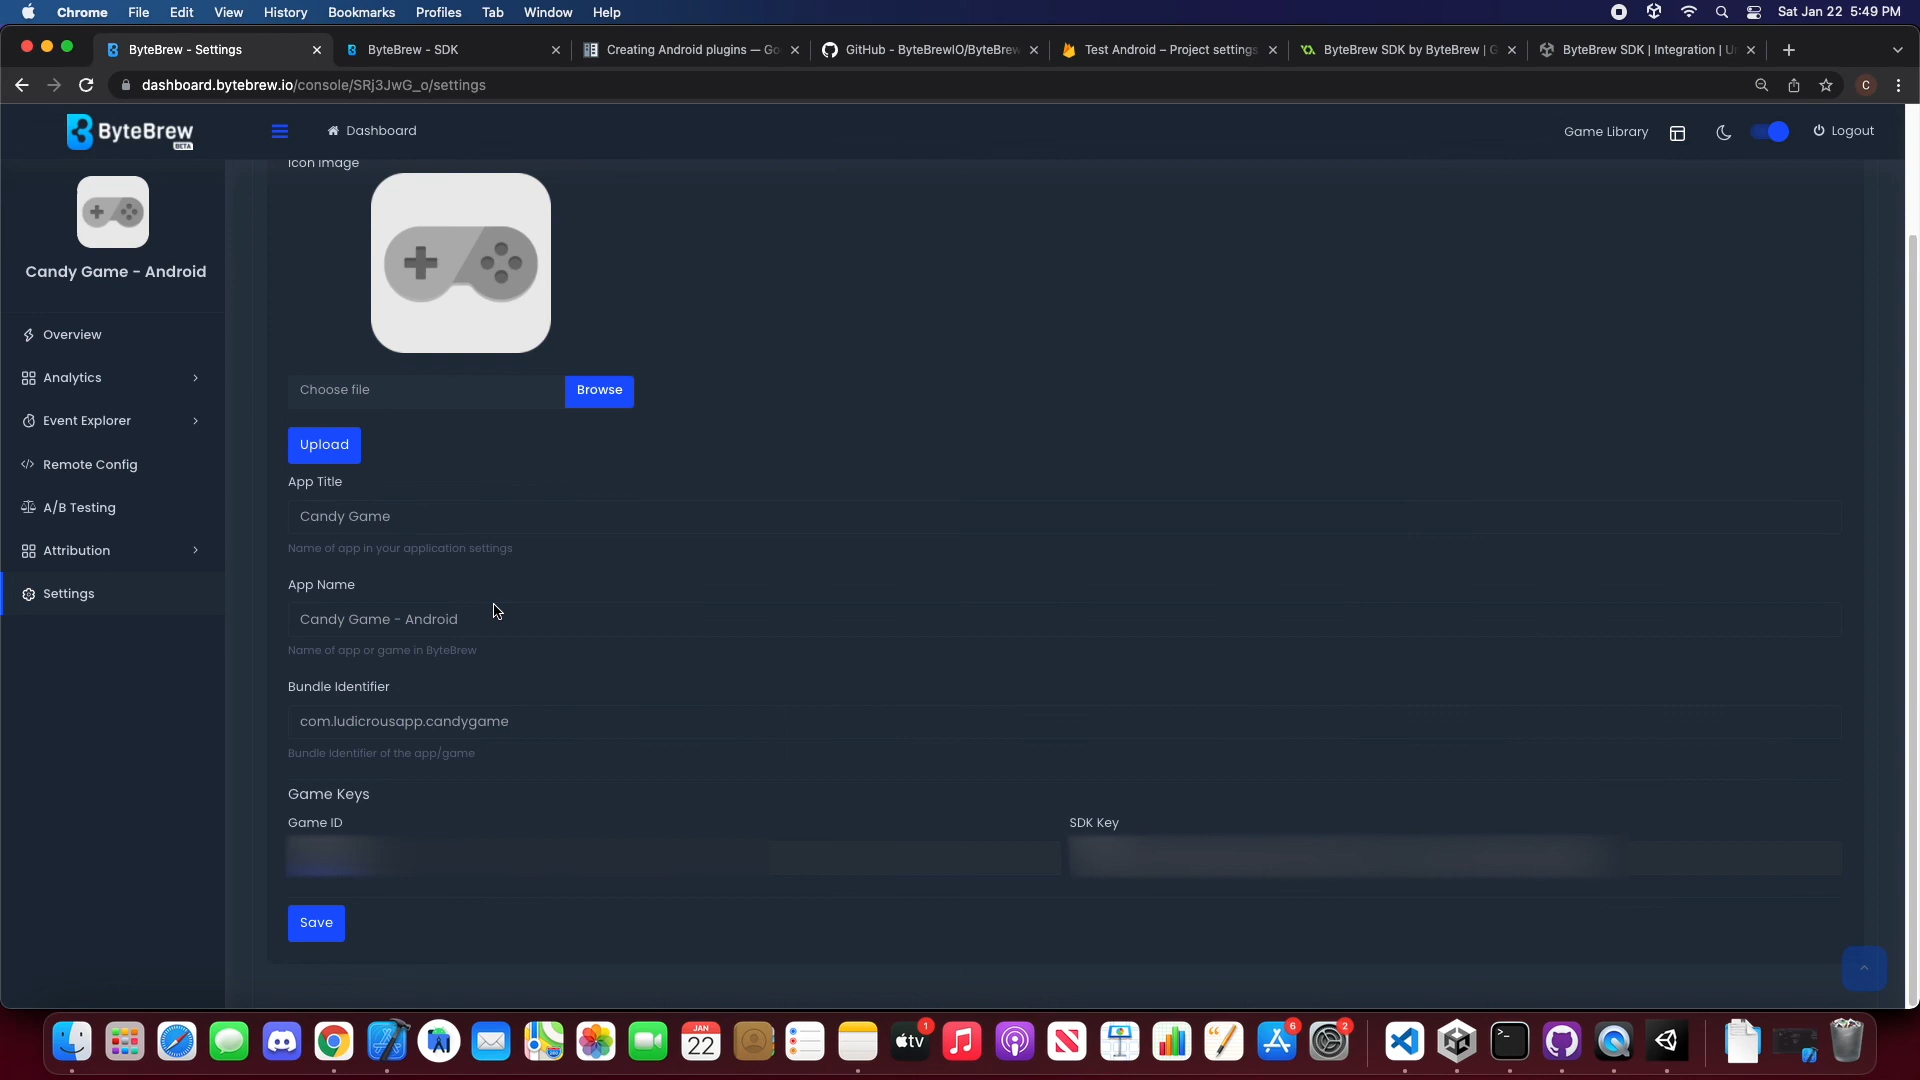 Chrome File Edit View History Bookmarks Profiles Tab Window Help Sat Jan 22 5:49 PM
ByteBrew - Settings ByteBrew - SDK Creating Android plugins — Go GitHub - ByteBrewIO/ByteBrew Test Android – Project settings ByteBrew SDK by ByteBrew | G ByteBrew SDK | Integration | U
dashboard.bytebrew.io/console/SRj3JwG_o/settings C
ByteBrew BETA Dashboard Game Library Logout
Icon Image
Candy Game - Android
Overview
Analytics
Event Explorer
Remote Config
A/B Testing
Attribution
Settings
Choose file Browse
Upload
App Title
Candy Game
Name of app in your application settings
App Name
Candy Game - Android
Name of app or game in ByteBrew
Bundle Identifier
com.ludicrousapp.candygame
Bundle Identifier of the app/game
Game Keys
Game ID SDK Key
Save
JAN
22
tv 1 6 2